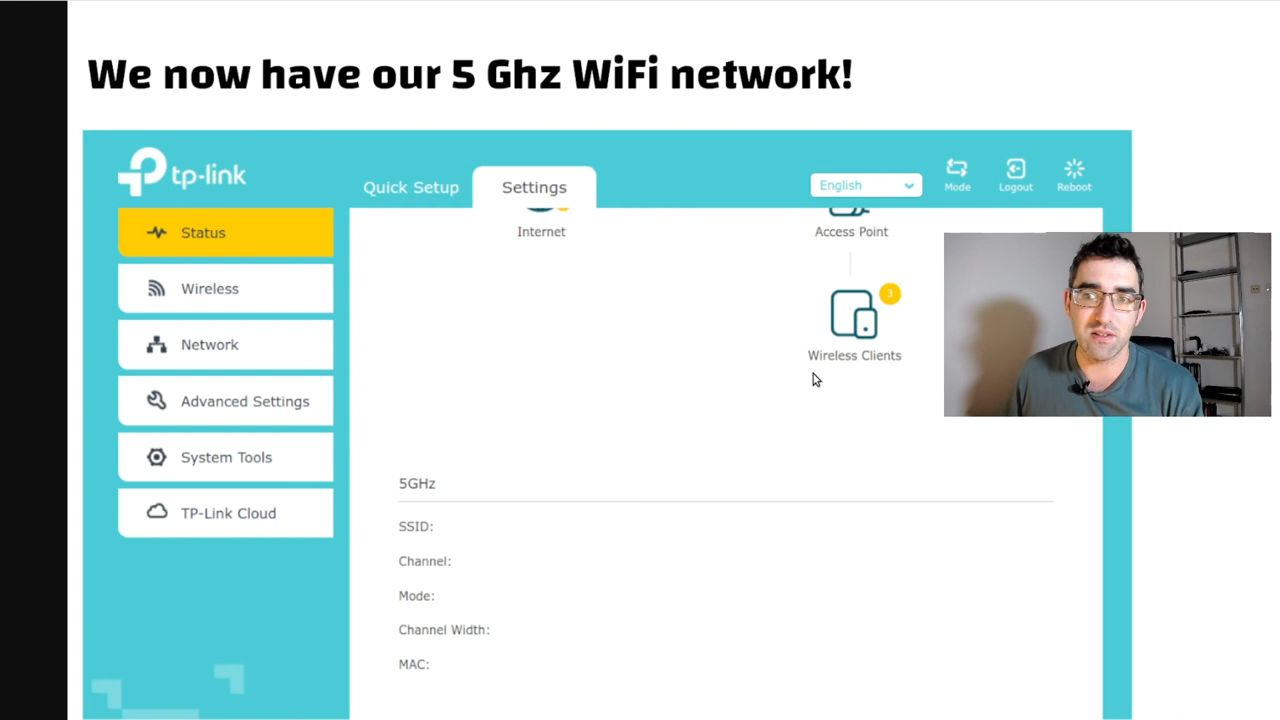 We now have our 5 Ghz WiFi network!
tp-link
Quick Setup
Settings
English
Mode
Logout
Reboot
Status
Wireless
Network
Advanced Settings
System Tools
TP-Link Cloud
Internet
Access Point
3
Wireless Clients
5GHz
SSID:
Channel:
Mode:
Channel Width:
MAC: